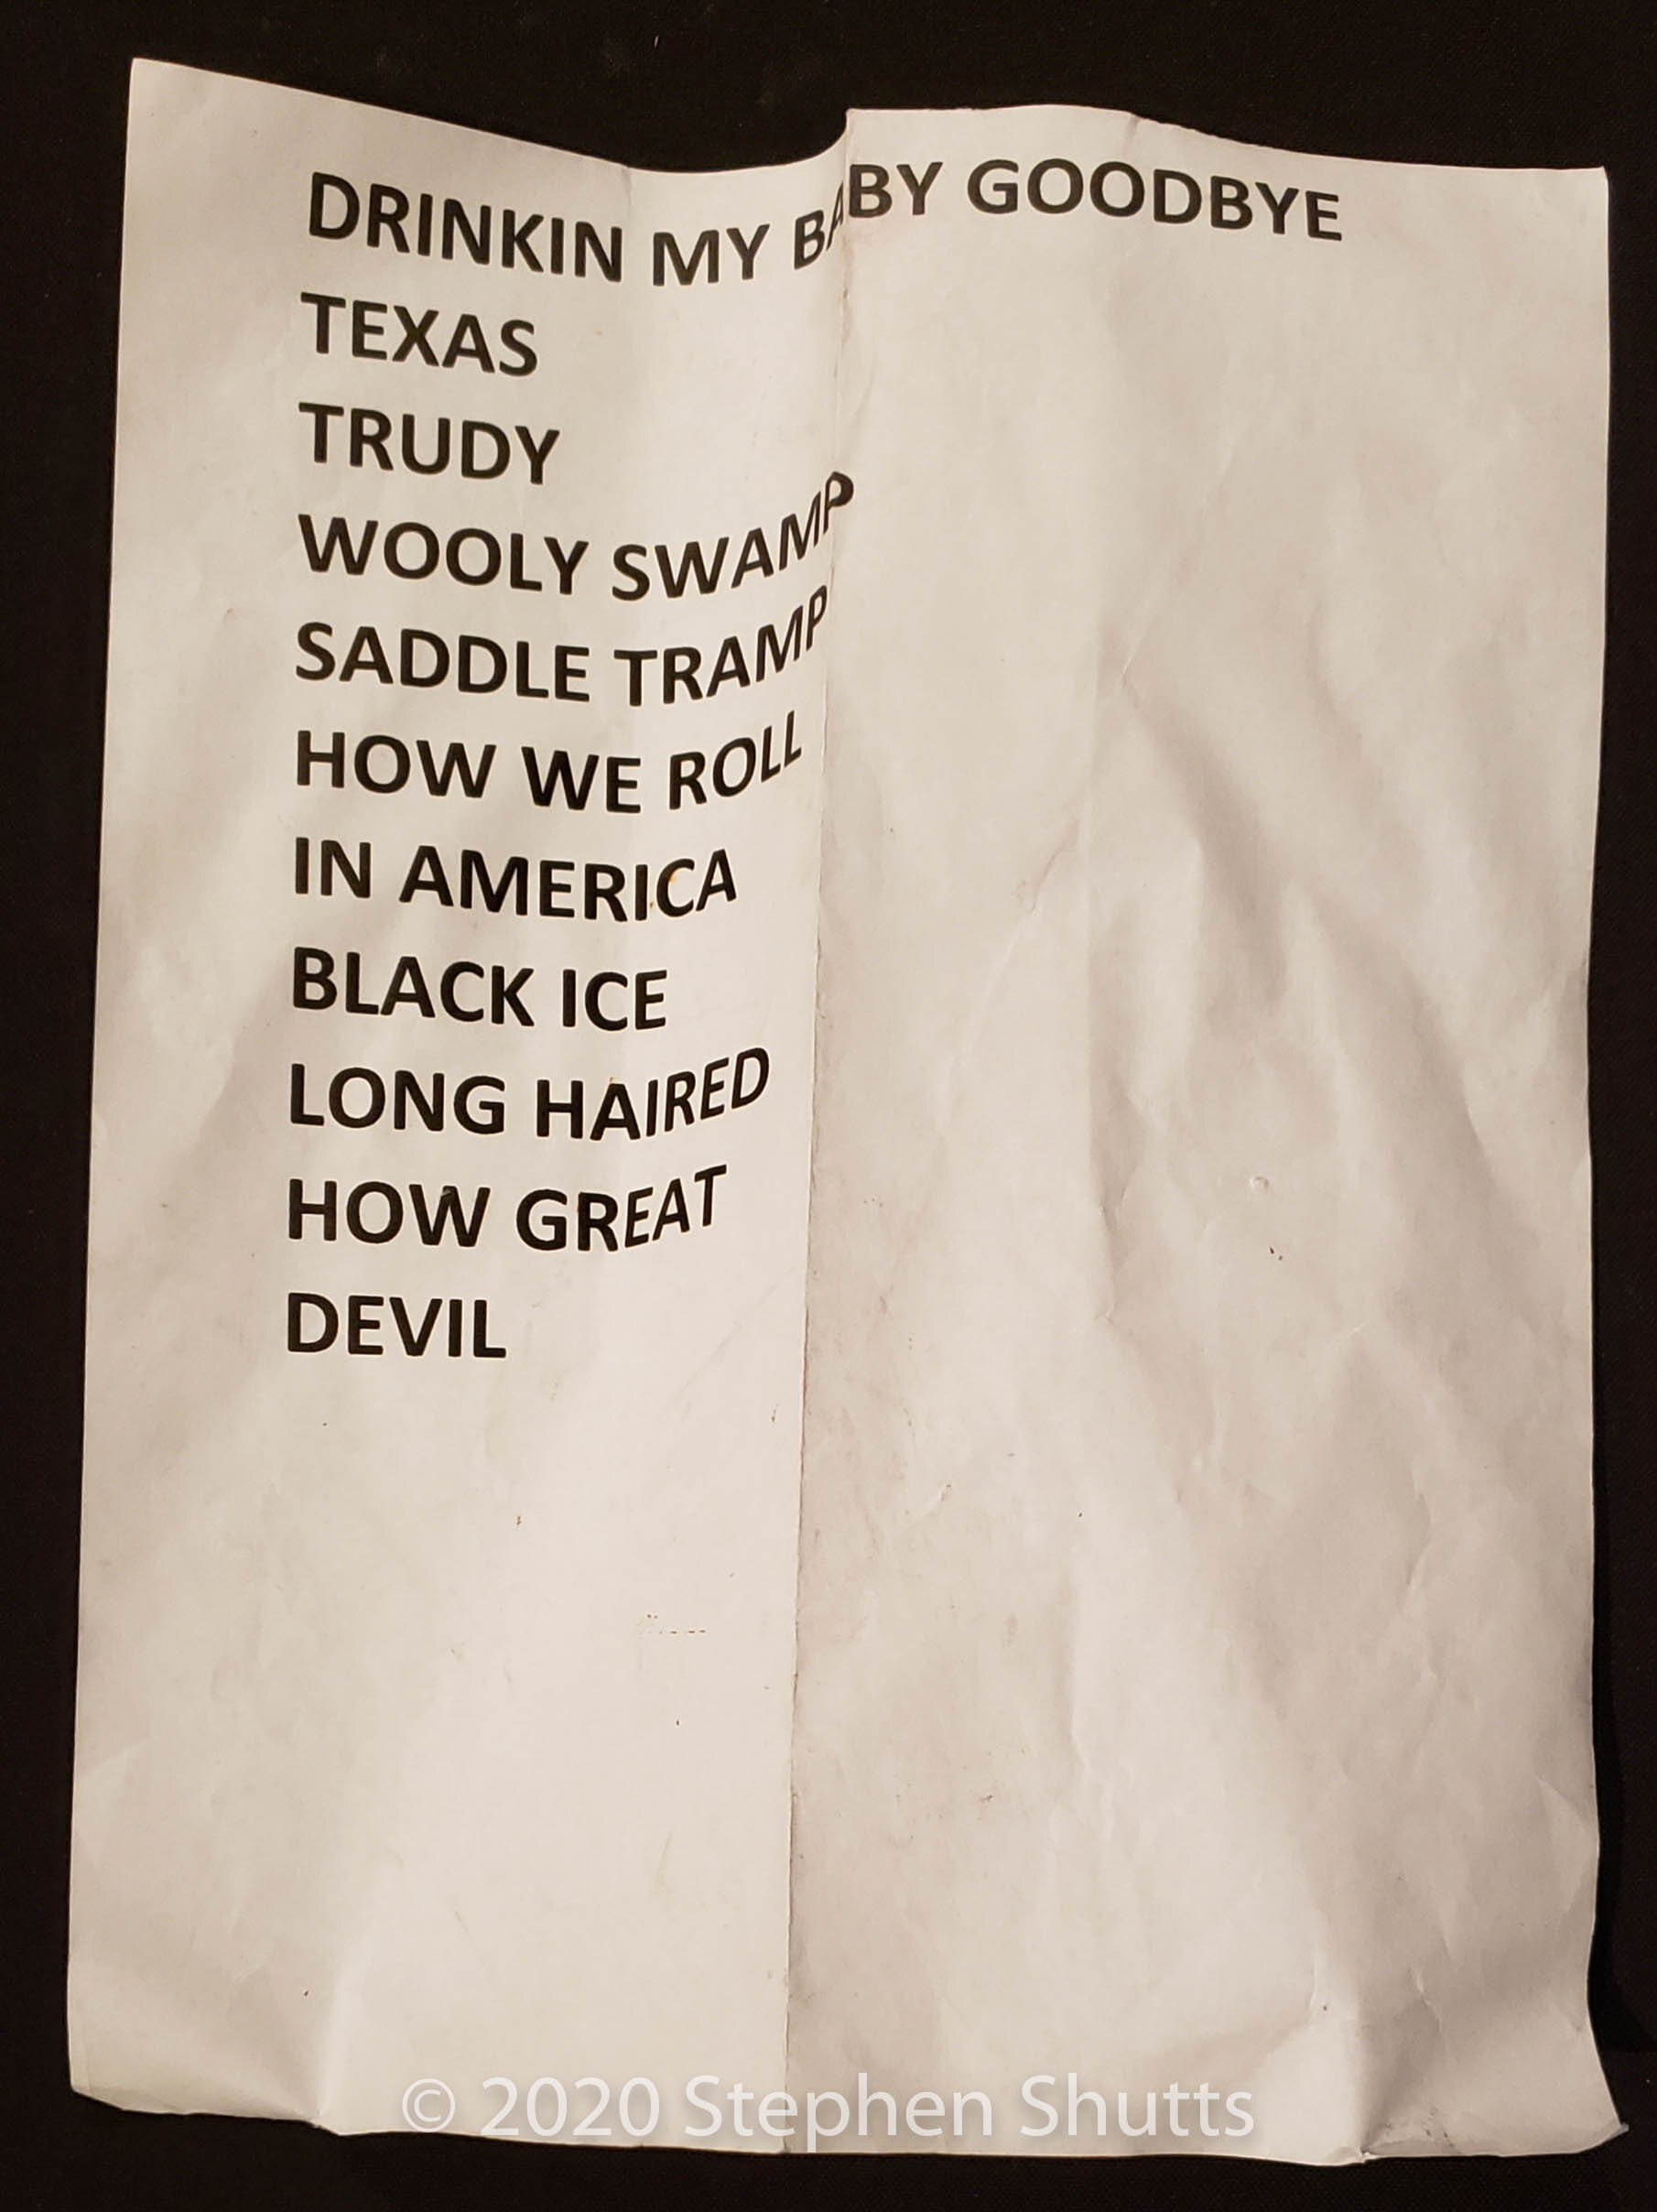 DRINKIN MY BABY GOODBYE
TEXAS
TRUDY
WOOLY SWAMP
SADDLE TRAMP
HOW WE ROLL
IN AMERICA
BLACK ICE
LONG HAIRED
HOW GREAT
DEVIL
© 2020 Stephen Shutts